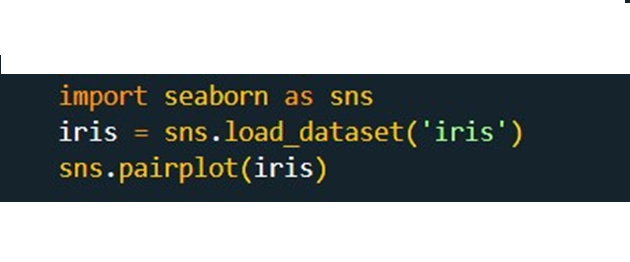 import seaborn as sns
iris = sns.load_dataset('iris')
sns.pairplot(iris)